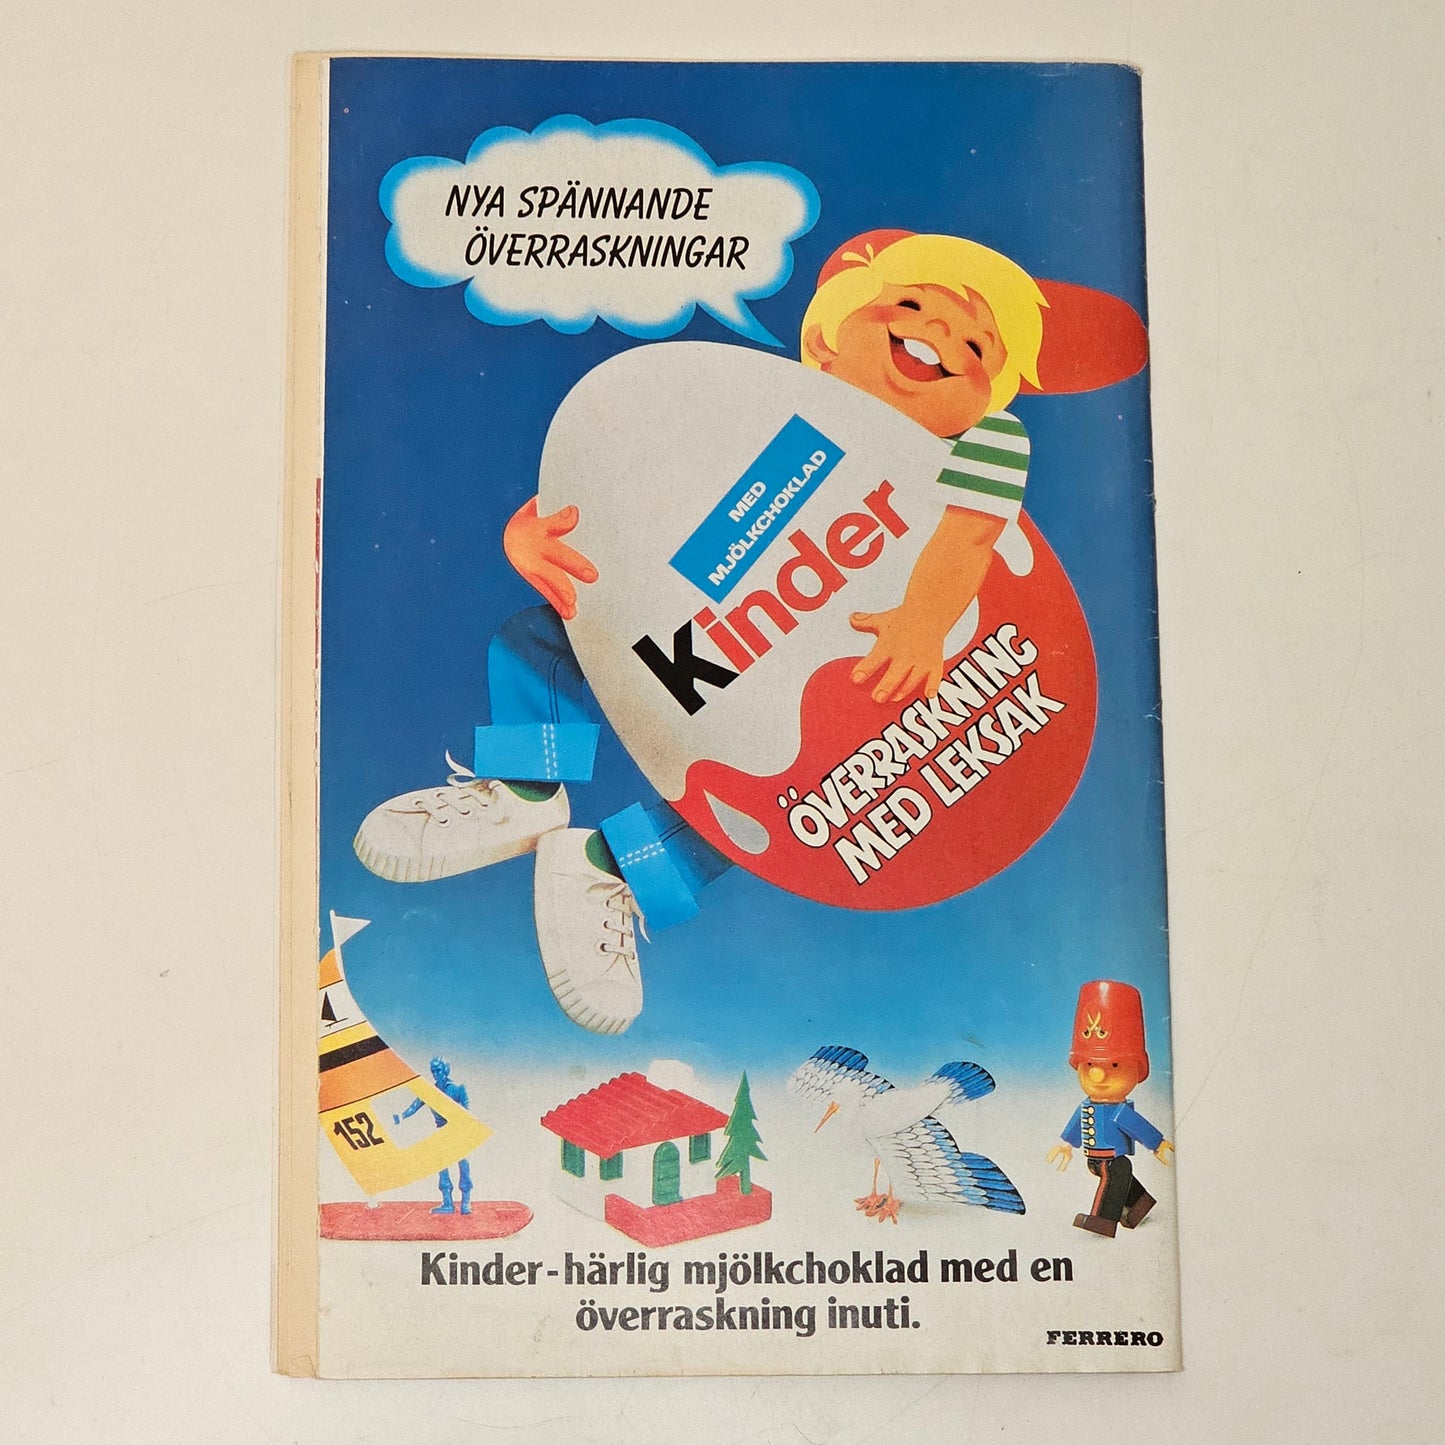 NYA SPÄNNANDE
ÖVERRASKNINGAR
MED
MJÖLKCHOKLAD
Kinder
ÖVERRASKNING
MED LEKSAK
152
Kinder-härlig mjölkchoklad med en
överraskning inuti.
FERRERO